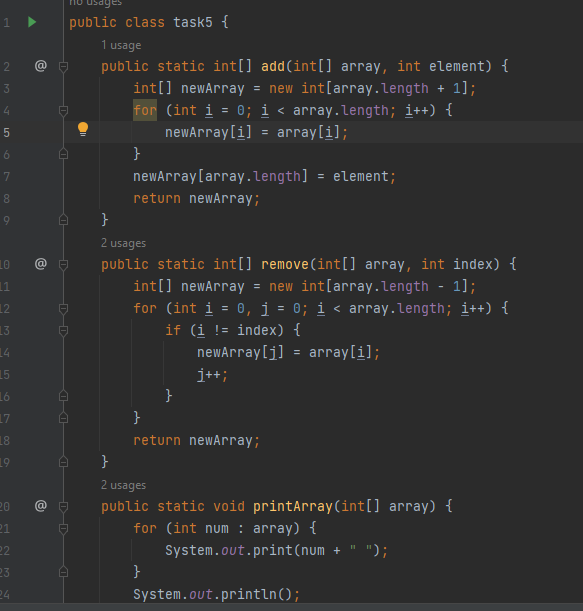 no usages
1 public class task5 {
1 usage
2 @ public static int[] add(int[] array, int element) {
3 int[] newArray = new int[array.length + 1];
4 for (int i = 0; i < array.length; i++) {
5 newArray[i] = array[i];
6 }
7 newArray[array.length] = element;
8 return newArray;
9 }
2 usages
10 @ public static int[] remove(int[] array, int index) {
11 int[] newArray = new int[array.length - 1];
12 for (int i = 0, j = 0; i < array.length; i++) {
13 if (i != index) {
14 newArray[j] = array[i];
15 j++;
16 }
17 }
18 return newArray;
19 }
2 usages
20 @ public static void printArray(int[] array) {
21 for (int num : array) {
22 System.out.print(num + " ");
23 }
24 System.out.println();